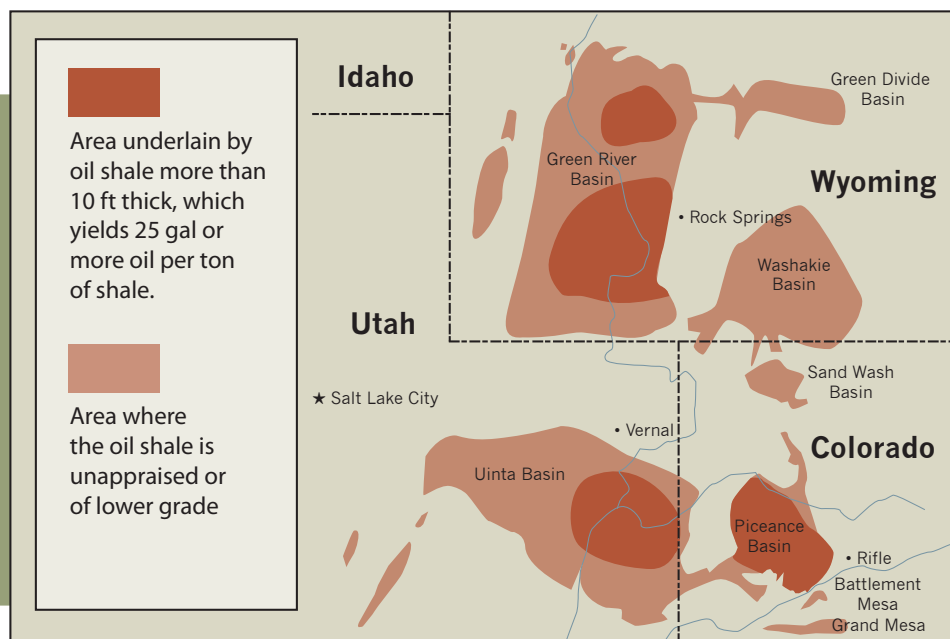 Area underlain by
oil shale more than
10 ft thick, which
yields 25 gal or
more oil per ton
of shale.
Area where
the oil shale is
unappraised or
of lower grade
Idaho
Green Divide
Basin
Green River
Basin
Wyoming
• Rock Springs
Washakie
Basin
Utah
★ Salt Lake City
Sand Wash
Basin
• Vernal
Colorado
Uinta Basin
Piceance
Basin
• Rifle
Battlement
Mesa
Grand Mesa